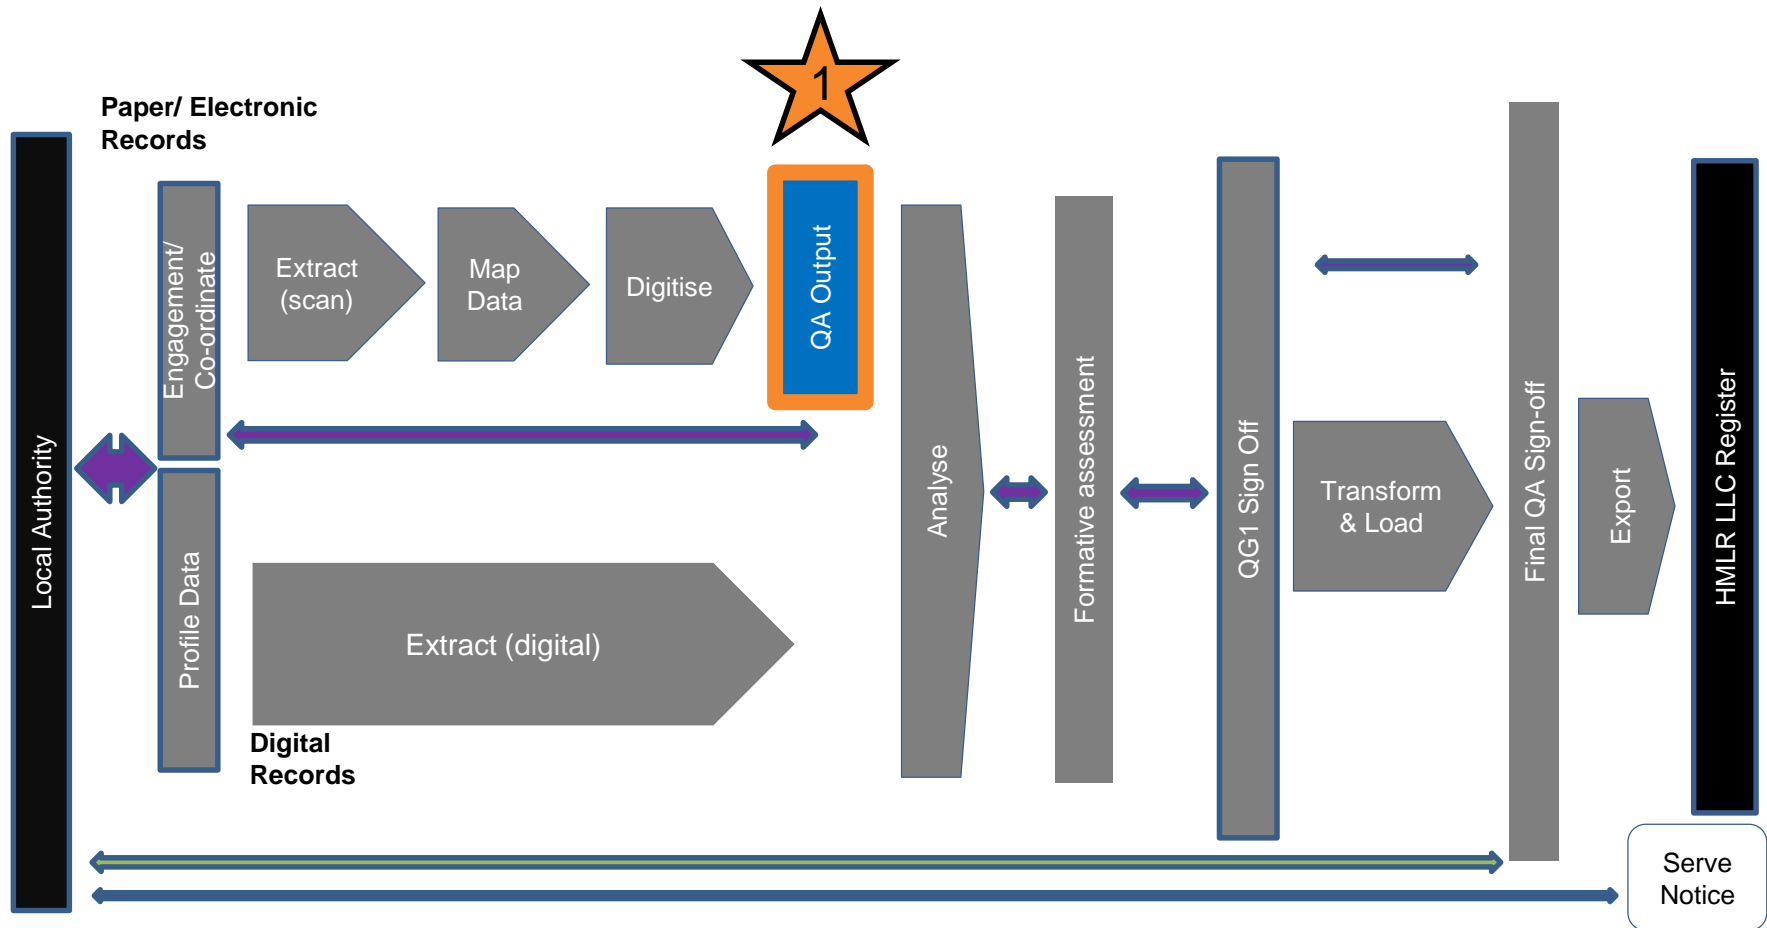 1
Paper/ Electronic
Records
Local Authority
Engagement/
Co-ordinate
Profile Data
Extract
(scan)
Map
Data
Digitise
QA Output
Extract (digital)
Digital
Records
Analyse
Formative assessment
QG1 Sign Off
Transform
& Load
Final QA Sign-off
Export
HMLR LLC Register
Serve
Notice